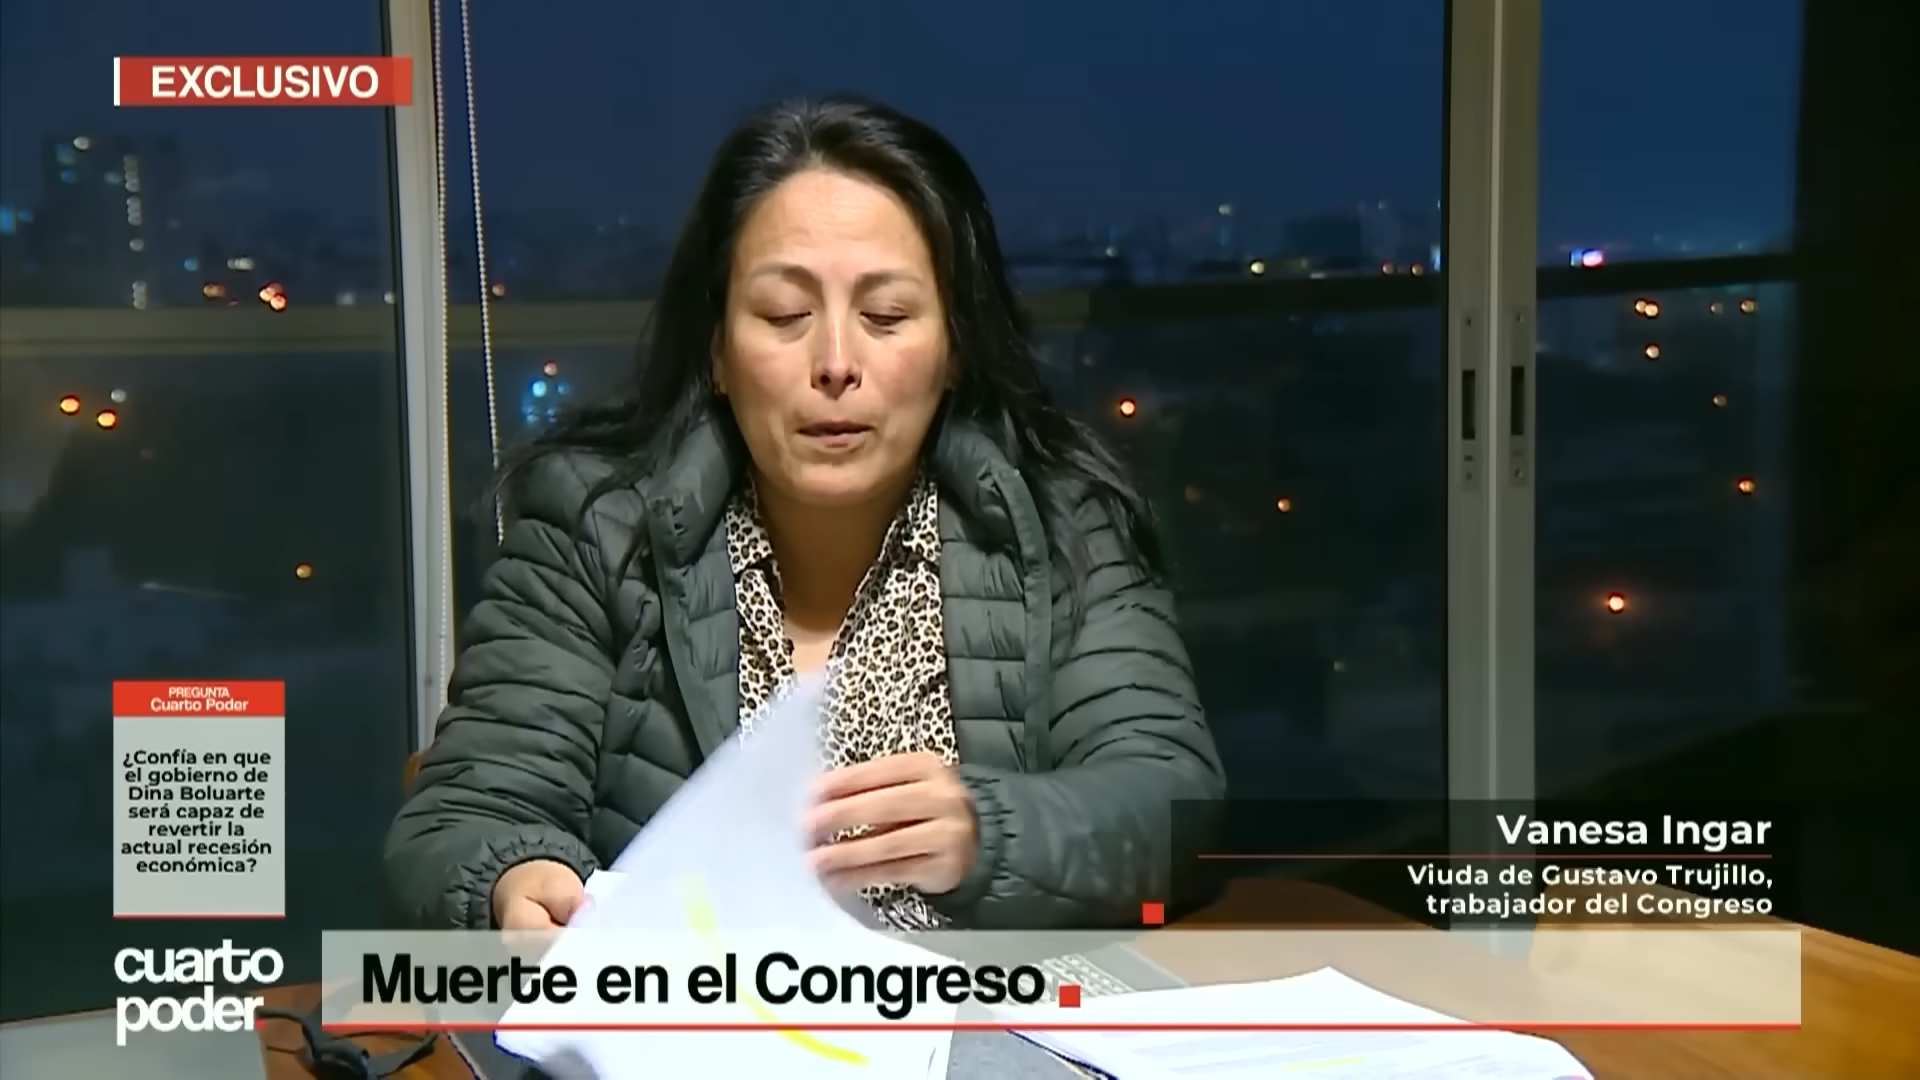 EXCLUSIVO
PREGUNTA
Cuarto Poder
¿Confía en que
el gobierno de
Dina Boluarte
será capaz de
revertir la
actual recesión
económica?
Vanesa Ingar
Viuda de Gustavo Trujillo,
trabajador del Congreso
cuarto
poder.
Muerte en el Congreso.